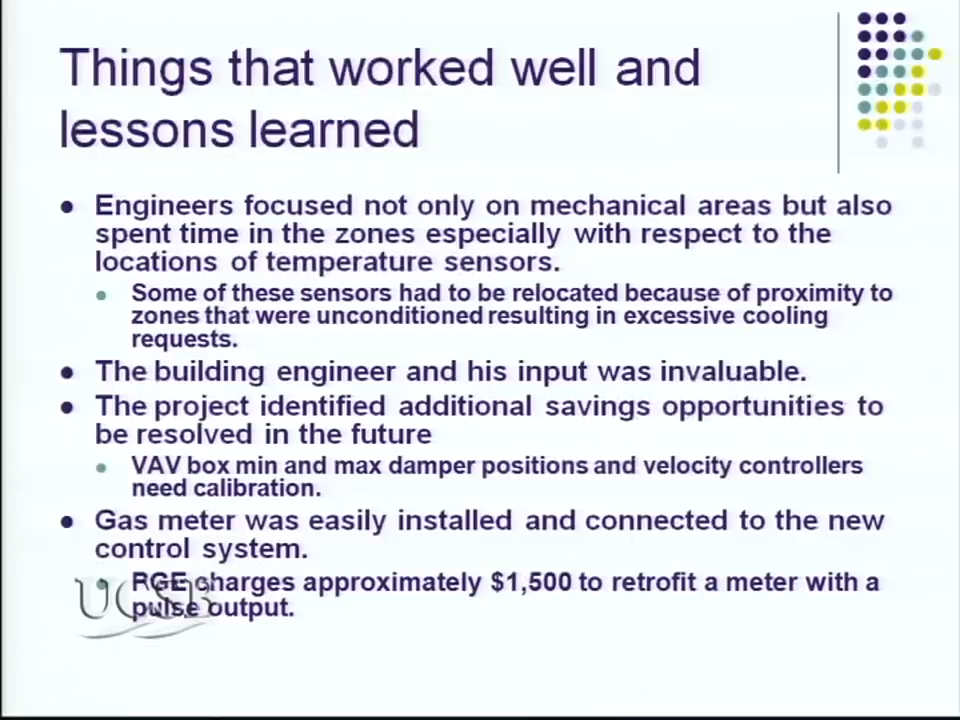 Things that worked well and
lessons learned
Engineers focused not only on mechanical areas but also
spent time in the zones especially with respect to the
locations of temperature sensors.
Some of these sensors had to be relocated because of proximity to
zones that were unconditioned resulting in excessive cooling
requests.
The building engineer and his input was invaluable.
The project identified additional savings opportunities to
be resolved in the future
VAV box min and max damper positions and velocity controllers
need calibration.
Gas meter was easily installed and connected to the new
control system.
charges approximately $1,500 to retrofit a meter with a
pulse output.
UCSB